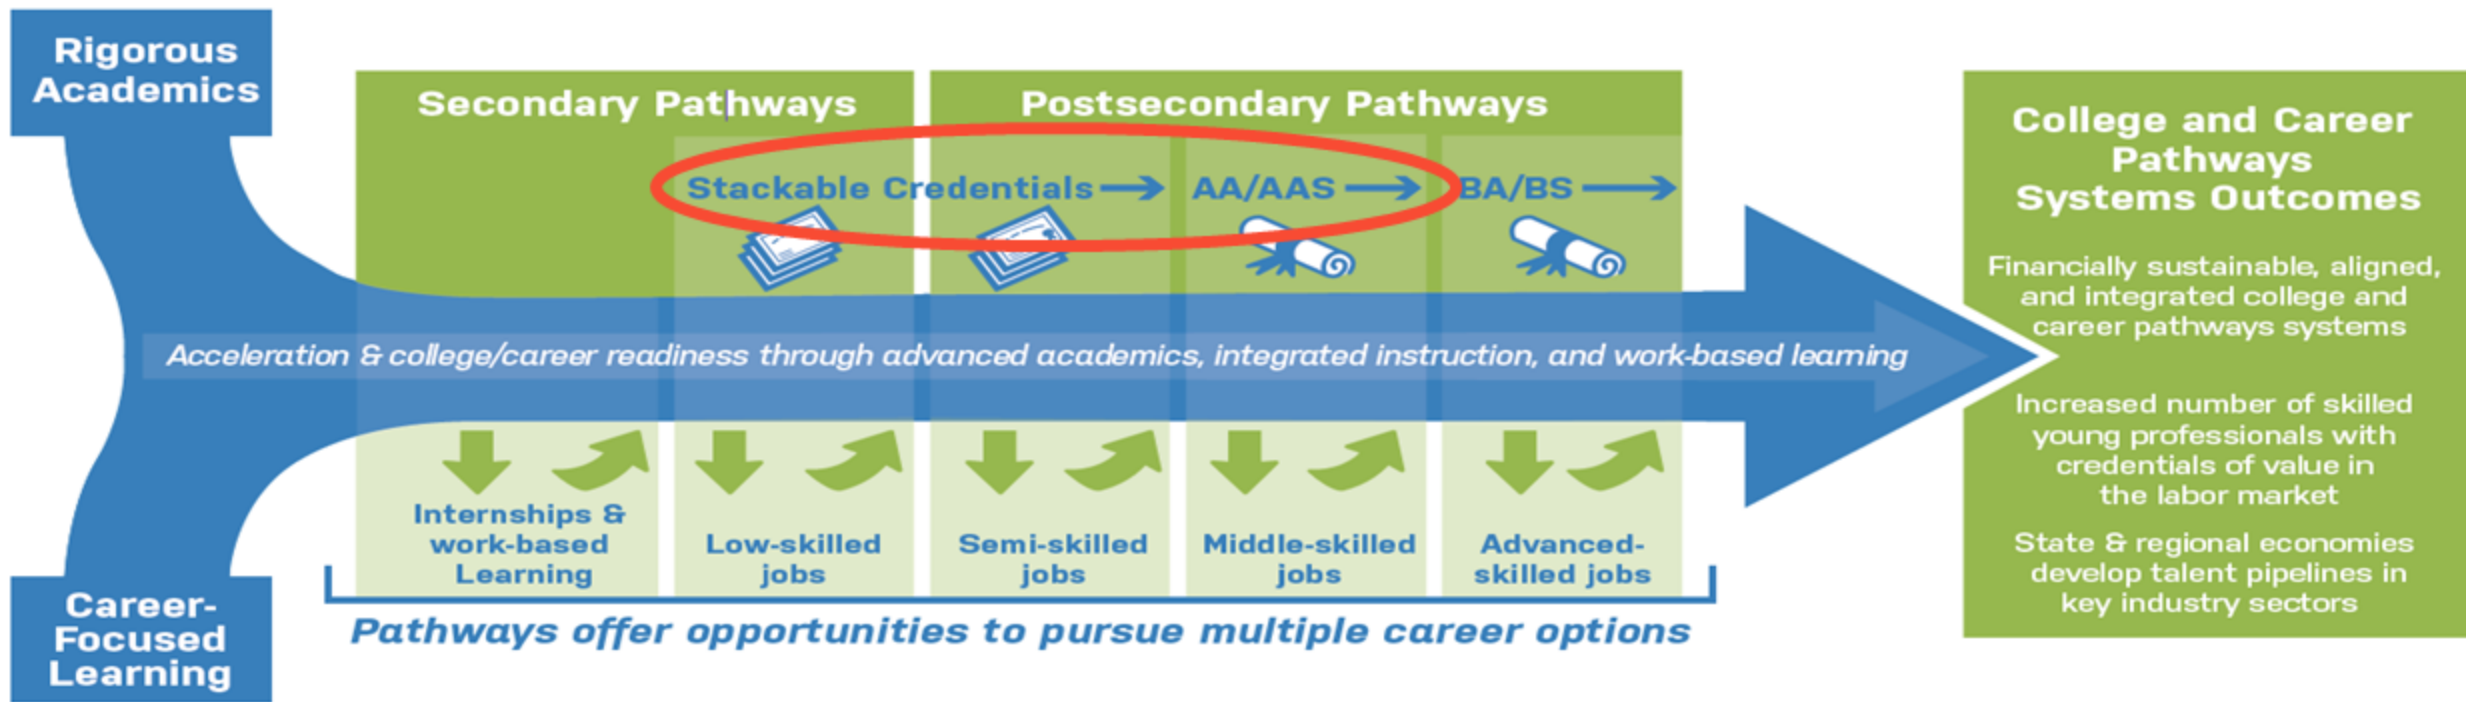 Rigorous
Academics
Career-
Focused
Learning
Secondary Pathways
Postsecondary Pathways
Stackable Credentials
AA/AAS
BA/BS
Acceleration & college/career readiness through advanced academics, integrated instruction, and work-based learning
Internships &
work-based
Learning
Low-skilled
jobs
Semi-skilled
jobs
Middle-skilled
jobs
Advanced-
skilled jobs
Pathways offer opportunities to pursue multiple career options
College and Career
Pathways
Systems Outcomes
Financially sustainable, aligned,
and integrated college and
career pathways systems
Increased number of skilled
young professionals with
credentials of value in
the labor market
State & regional economies
develop talent pipelines in
key industry sectors